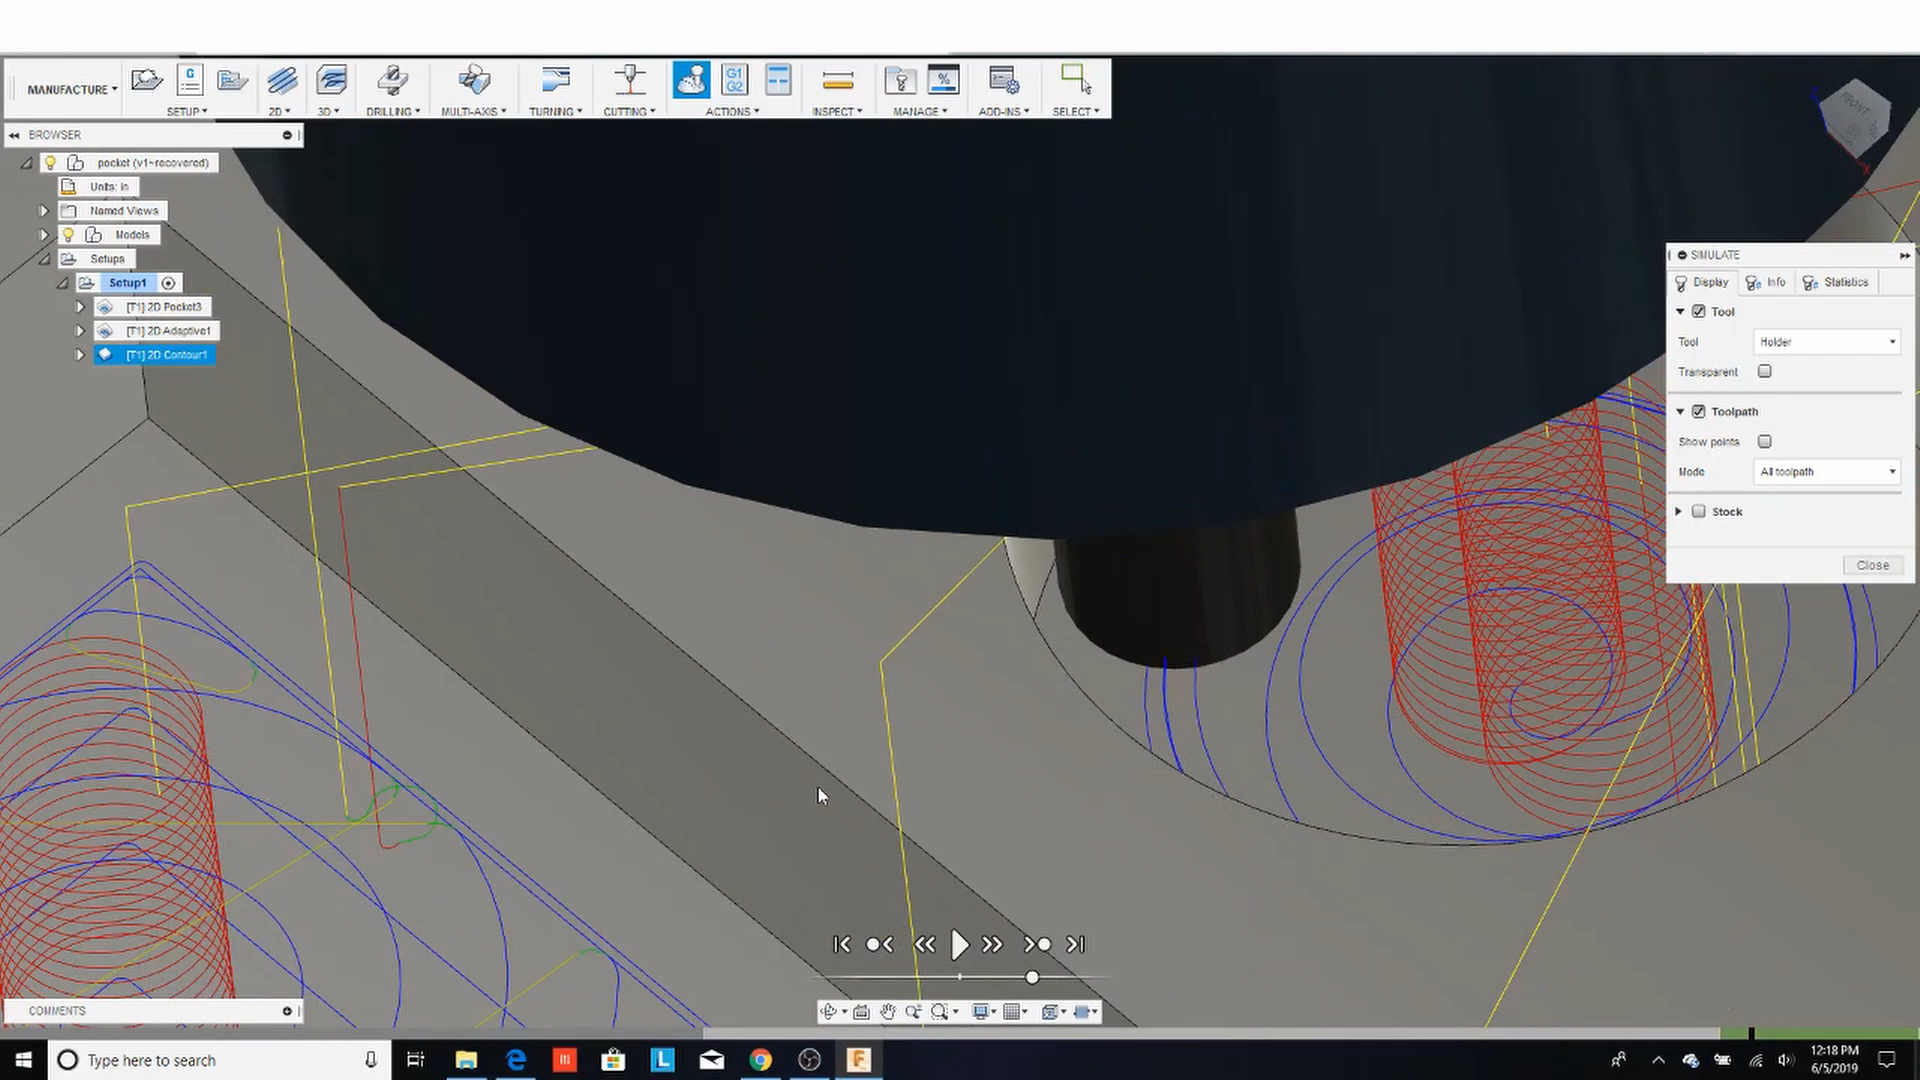 MANUFACTURE
SETUP
2D
3D
DRILLING
MULTI-AXIS
TURNING
CUTTING
G1
G2
ACTIONS
INSPECT
MANAGE
ADD-INS
SELECT
BROWSER
pocket (v1~recovered)
Units: in
Named Views
Models
Setups
Setup1
[T1] 2D Pocket3
[T1] 2D Adaptive1
[T1] 2D Contour1
FRONT
X
SIMULATE
Display
Info
Statistics
Tool
Tool
Holder
Transparent
Toolpath
Show points
Mode
All toolpath
Stock
Close
COMMENTS
Type here to search
12:18 PM
6/5/2019